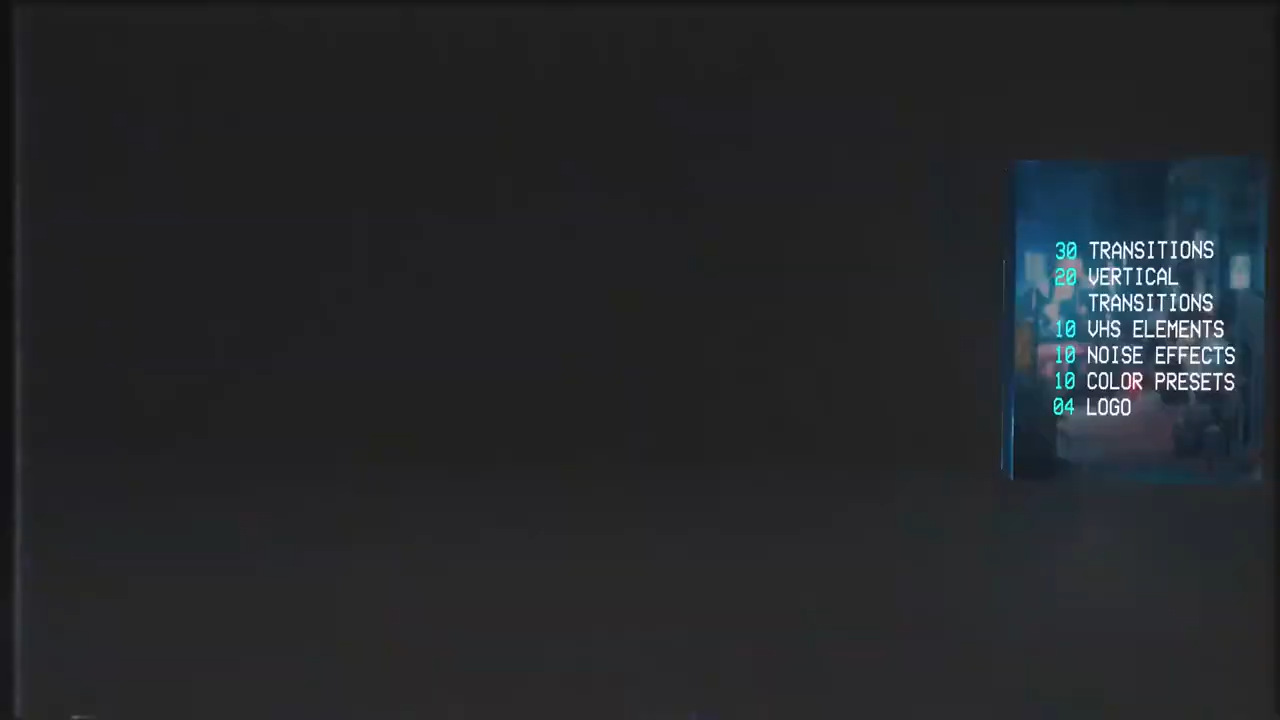 30 TRANSITIONS
20 VERTICAL
TRANSITIONS
10 VHS ELEMENTS
10 NOISE EFFECTS
10 COLOR PRESETS
04 LOGO